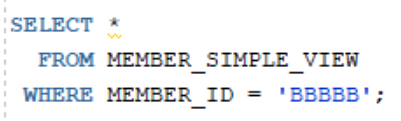 SELECT *
FROM MEMBER_SIMPLE_VIEW
WHERE MEMBER_ID = 'BBBBB';